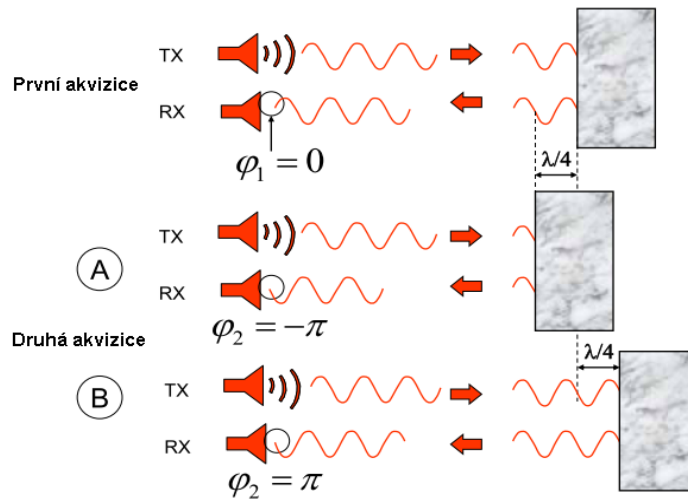 TX
První akvizice
RX
φ₁ = 0
λ/4
TX
A
RX
φ₂ = −π
Druhá akvizice
λ/4
TX
B
RX
φ₂ = π